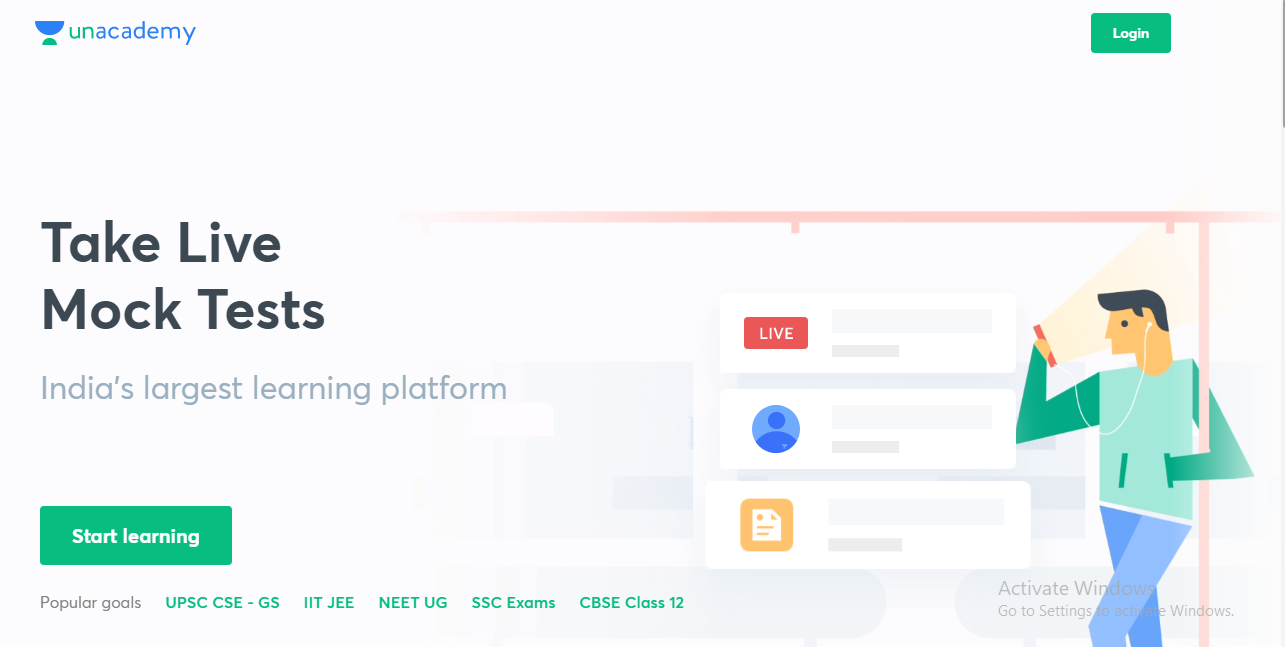 unacademy
Login
Take Live
Mock Tests
India's largest learning platform
LIVE
Start learning
Popular goals UPSC CSE - GS IIT JEE NEET UG SSC Exams CBSE Class 12
Activate Windows
Go to Settings to activate Windows.